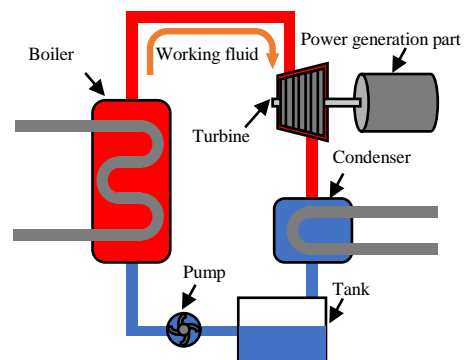 Power generation part
Boiler
Working fluid
Turbine
Condenser
Pump
Tank